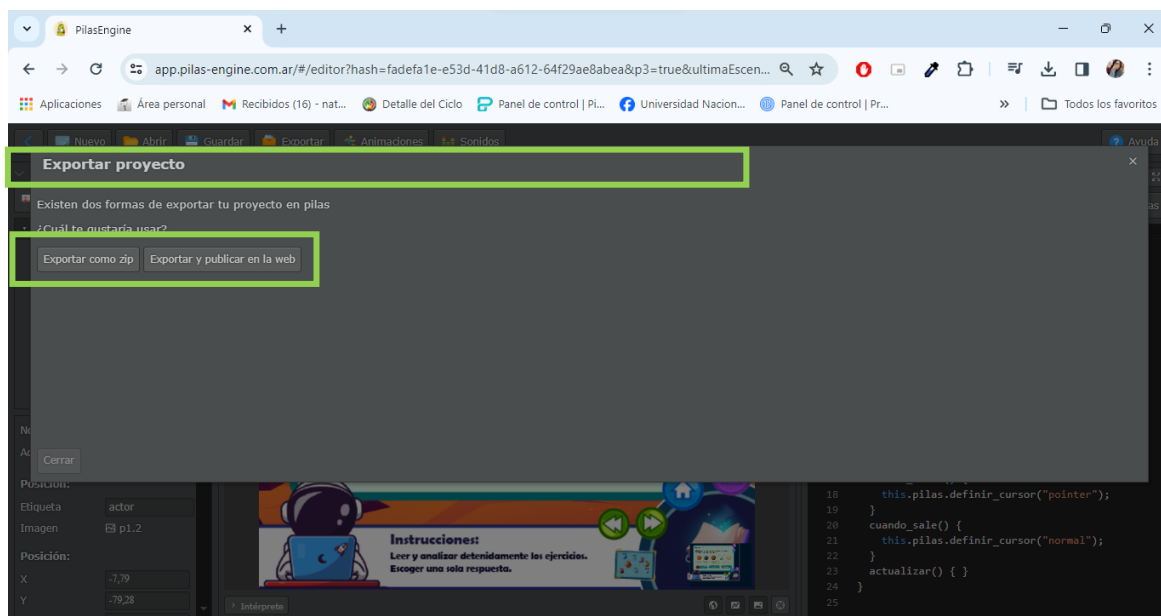 PilasEngine
app.pilas-engine.com.ar/#/editor?hash=fadefa1e-e53d-41d8-a612-64f29ae8abea&p3=true&ultimaEscen...
Aplicaciones Área personal Recibidos (16) - nat... Detalle del Ciclo Panel de control | Pi... Universidad Nacion... Panel de control | Pr... » Todos los favoritos
Nuevo Abrir Guardar Exportar Animaciones Sonidos Ayuda
Exportar proyecto
Existen dos formas de exportar tu proyecto en pilas
¿Cuál te gustaría usar?
Exportar como zip Exportar y publicar en la web
Cerrar
Posición:
Etiqueta actor
Imagen p1.2
Posición:
X -7,79
Y -79,28
Instrucciones:
Leer y analizar detenidamente los ejercicios.
Escoger una sola respuesta.
Intérprete
18 this.pilas.definir_cursor("pointer");
19 }
20 cuando_sale() {
21 this.pilas.definir_cursor("normal");
22 }
23 actualizar() { }
24 }
25